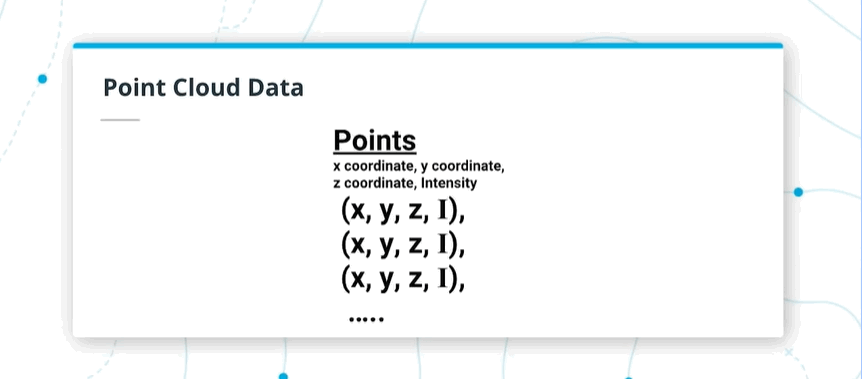 Point Cloud Data
Points
x coordinate, y coordinate,
z coordinate, Intensity
(x, y, z, I),
(x, y, z, I),
(x, y, z, I),
.....